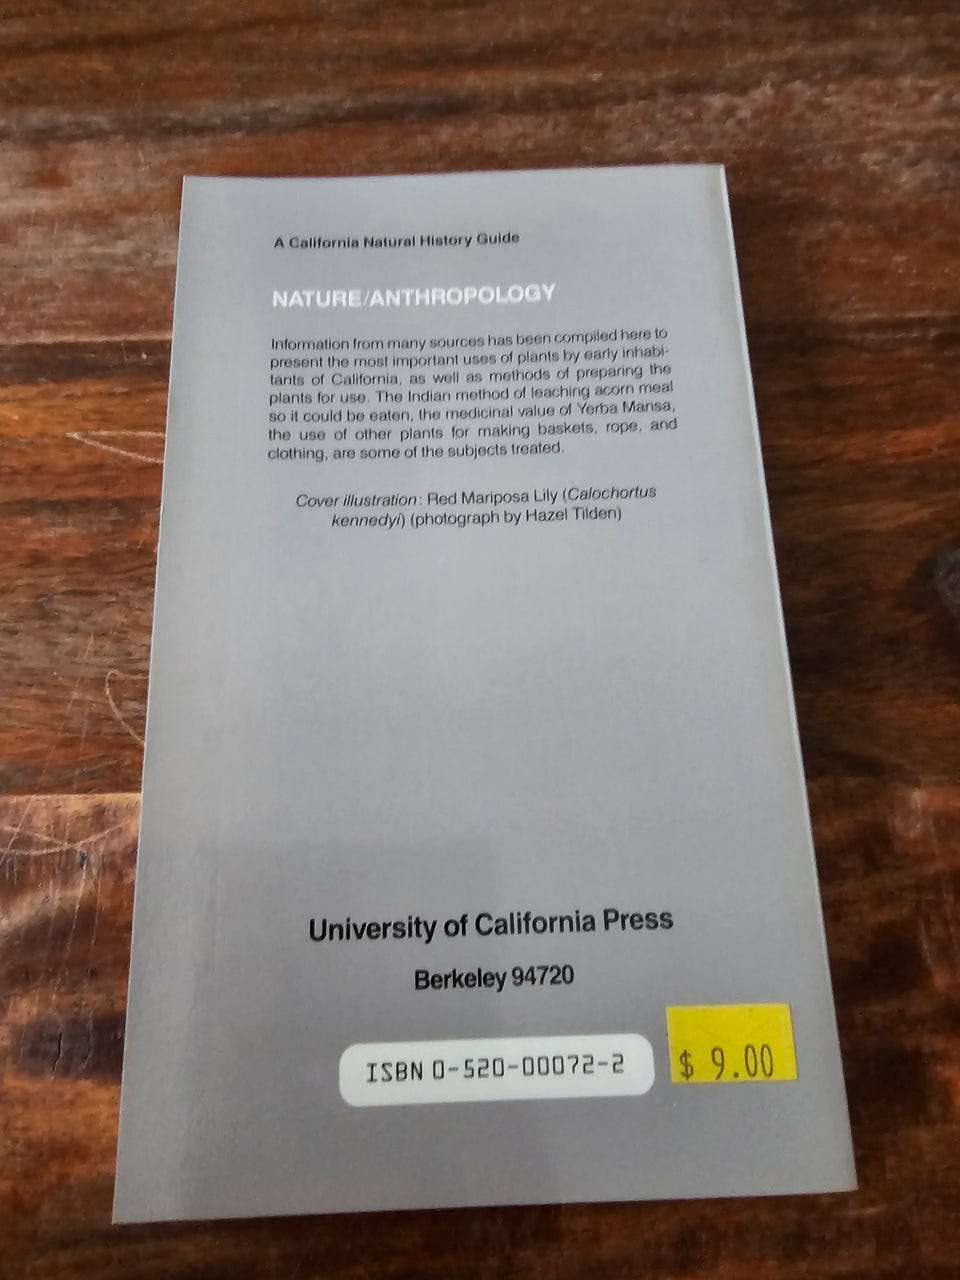 A California Natural History Guide
NATURE/ANTHROPOLOGY
Information from many sources has been compiled here to
present the most important uses of plants by early inhabi-
tants of California, as well as methods of preparing the
plants for use. The Indian method of leaching acorn meal
so it could be eaten, the medicinal value of Yerba Mansa,
the use of other plants for making baskets, rope, and
clothing, are some of the subjects treated.
Cover illustration: Red Mariposa Lily (Calochortus
kennedyi) (photograph by Hazel Tilden)
University of California Press
Berkeley 94720
ISBN 0-520-00072-2
$ 9.00